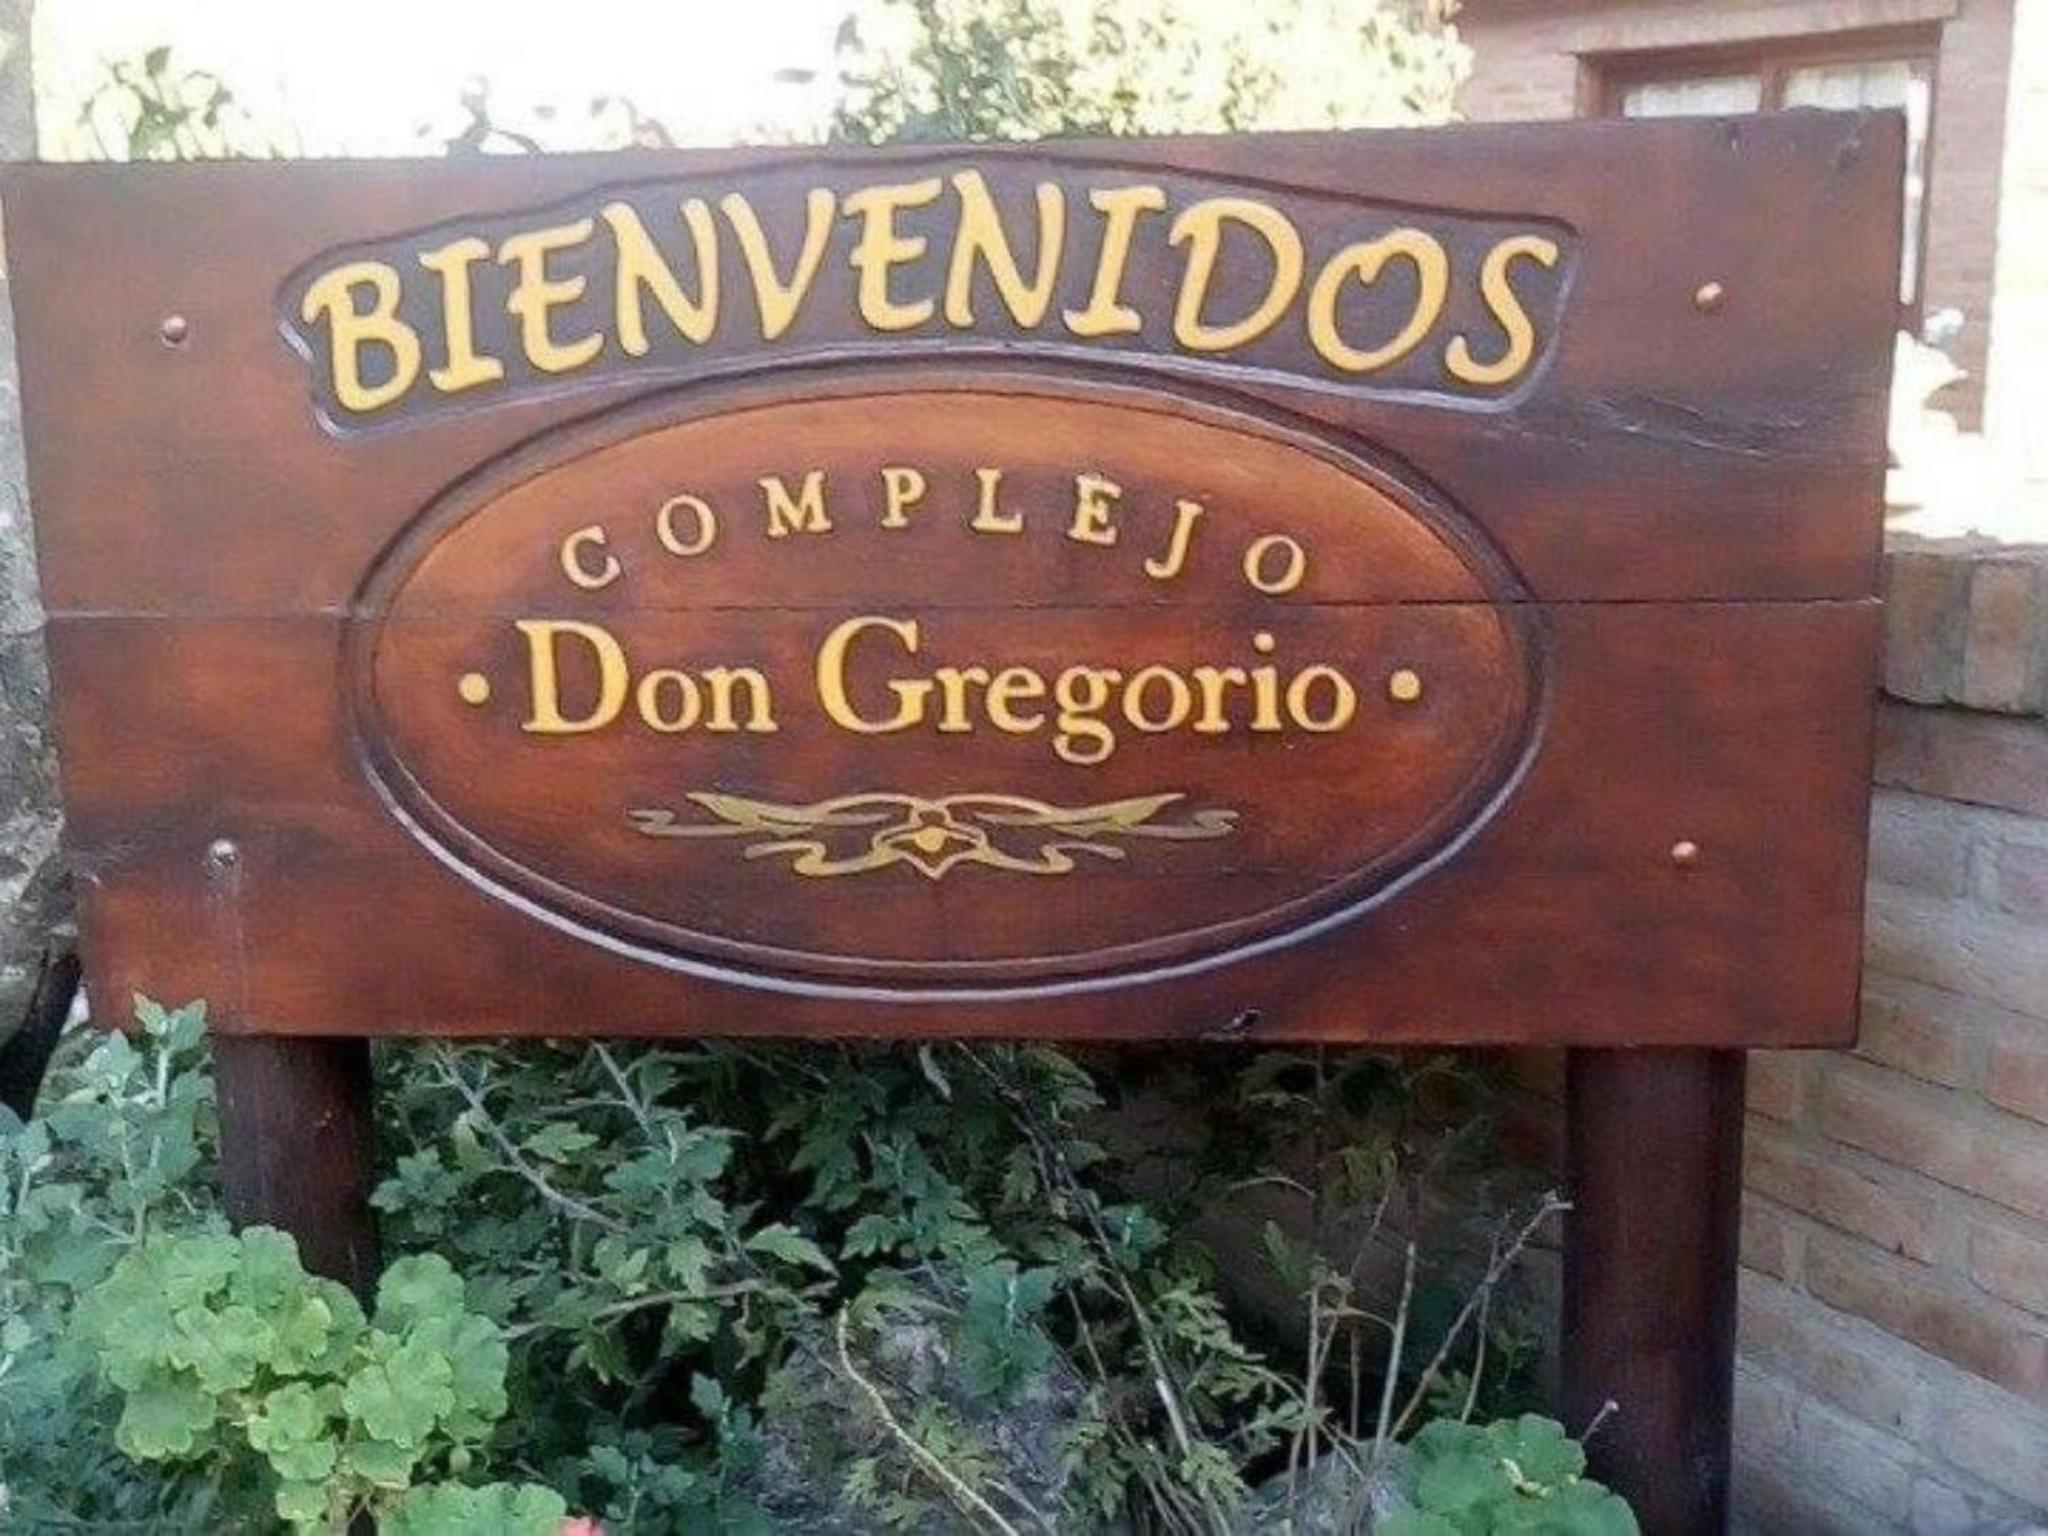 BIENVENIDOS
COMPLEJO
· Don Gregorio ·